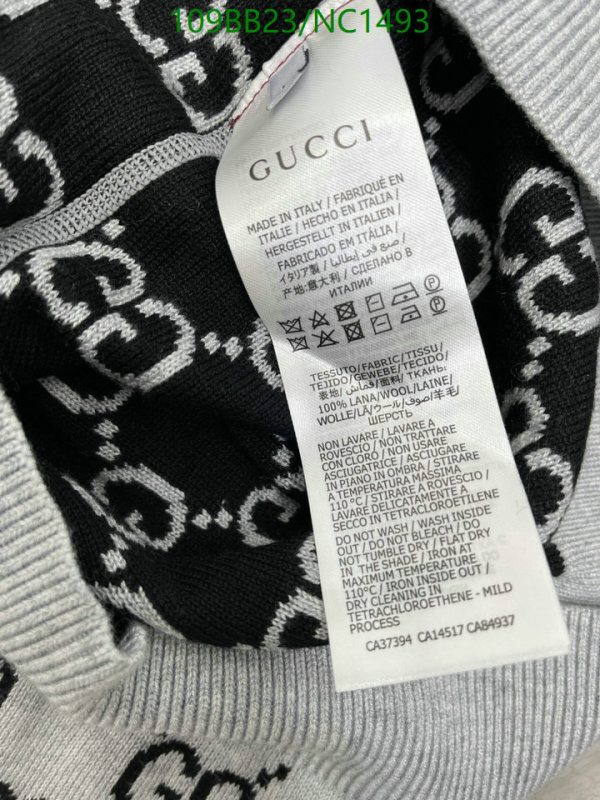 109BB23/NC1493
GUCCI
MADE IN ITALY / FABRIQUÉ EN
ITALIE / HECHO EN ITALIA /
HERGESTELLT IN ITALIEN /
FABRICADO EM ITÁLIA /
イタリア製 / صنع في إيطاليا /
产地:意大利 / СДЕЛАНО В
ИТАЛИИ
TESSUTO/FABRIC/TISSU/
TEJIDO/GEWEBE/TECIDO/
表地/قماش/面料/ТКАНЬ:
100% LANA/WOOL/LAINE/
WOLLE/LÃ/ウール/صوف/羊毛/
ШЕРСТЬ
NON LAVARE / LAVARE A
ROVESCIO / NON TRATTARE
CON CLORO / NON USARE
ASCIUGATRICE / ASCIUGARE
IN PIANO IN OMBRA / STIRARE
A TEMPERATURA MASSIMA
110°C / STIRARE A ROVESCIO /
LAVARE DELICATAMENTE A
SECCO IN TETRACLOROETILENE
DO NOT WASH / WASH INSIDE
OUT / DO NOT BLEACH / DO
NOT TUMBLE DRY / FLAT DRY
IN THE SHADE / IRON AT
MAXIMUM TEMPERATURE
110°C / IRON INSIDE OUT /
DRY CLEANING IN
TETRACHLOROETHENE - MILD
PROCESS
CA37394 CA14517 CA84937